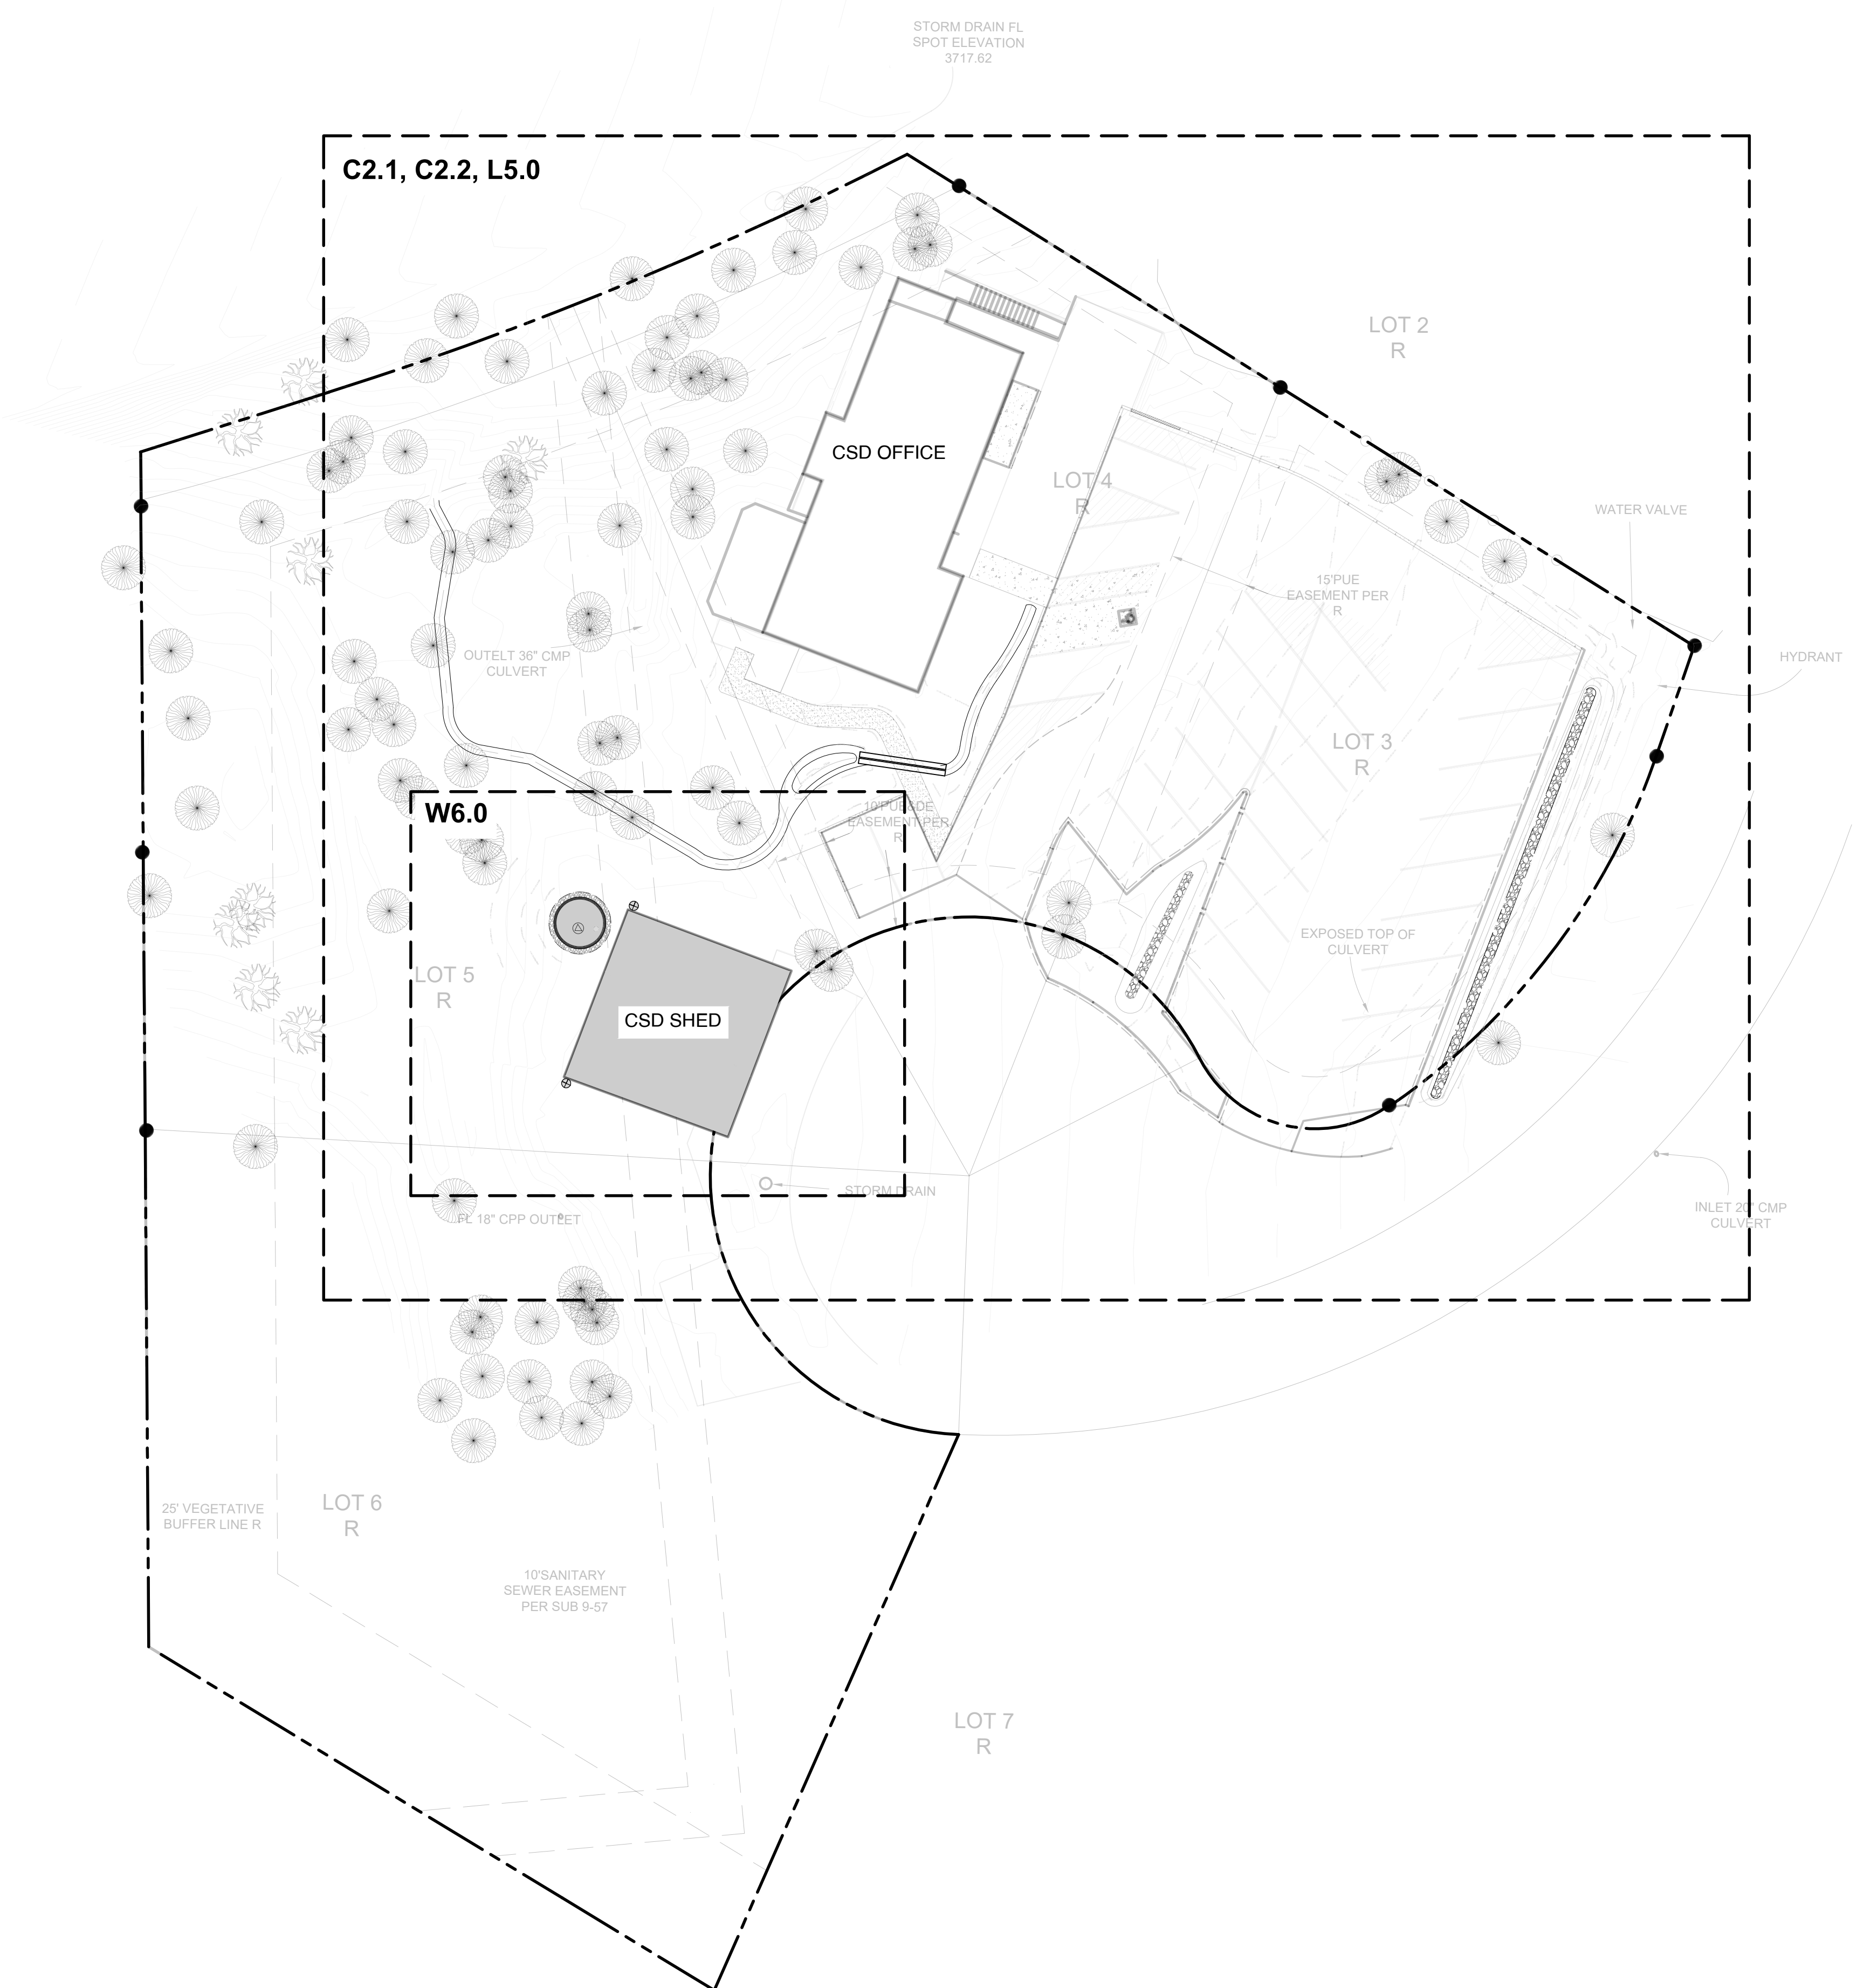 STORM DRAIN FL
SPOT ELEVATION
3717.62
C2.1, C2.2, L5.0
LOT 2
R
CSD OFFICE
LOT 4
R
WATER VALVE
15'PUE
EASEMENT PER
R
OUTELT 36" CMP
CULVERT
HYDRANT
LOT 3
R
W6.0
10'PUE&DE
EASEMENT PER
R
EXPOSED TOP OF
CULVERT
LOT 5
R
CSD SHED
STORM DRAIN
FL 18" CPP OUTLET
INLET 20" CMP
CULVERT
25' VEGETATIVE
BUFFER LINE R
LOT 6
R
10'SANITARY
SEWER EASEMENT
PER SUB 9-57
LOT 7
R